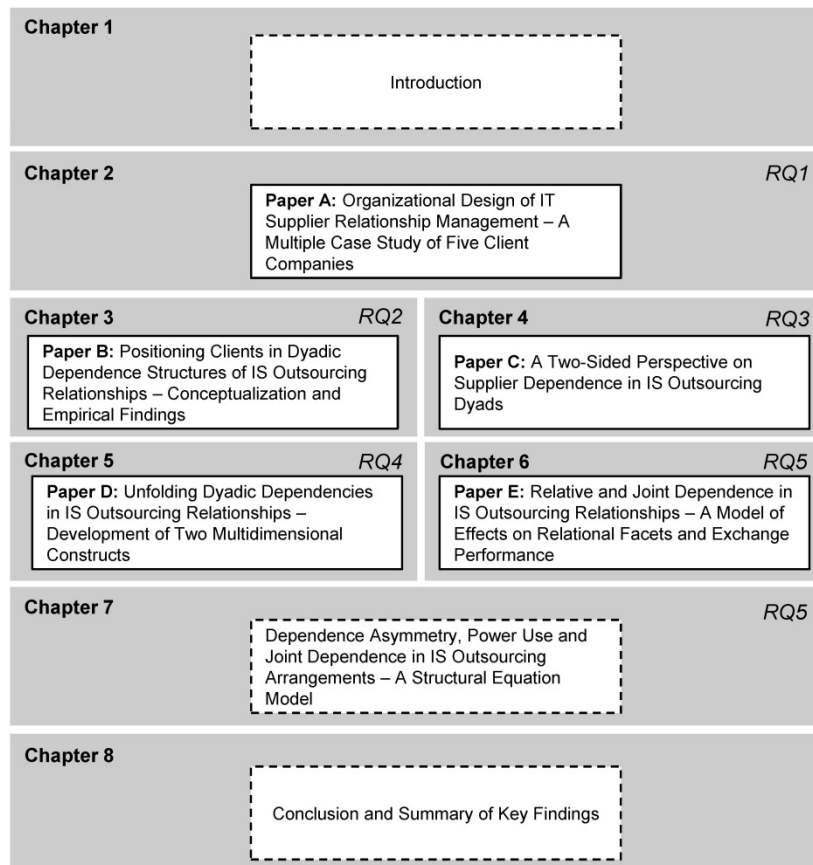 Chapter 1
Introduction
Chapter 2
RQ1
Paper A: Organizational Design of IT
Supplier Relationship Management – A
Multiple Case Study of Five Client
Companies
Chapter 3
RQ2
Paper B: Positioning Clients in Dyadic
Dependence Structures of IS Outsourcing
Relationships – Conceptualization and
Empirical Findings
Chapter 4
RQ3
Paper C: A Two-Sided Perspective on
Supplier Dependence in IS Outsourcing
Dyads
Chapter 5
RQ4
Paper D: Unfolding Dyadic Dependencies
in IS Outsourcing Relationships –
Development of Two Multidimensional
Constructs
Chapter 6
RQ5
Paper E: Relative and Joint Dependence in
IS Outsourcing Relationships – A Model of
Effects on Relational Facets and Exchange
Performance
Chapter 7
RQ5
Dependence Asymmetry, Power Use and
Joint Dependence in IS Outsourcing
Arrangements – A Structural Equation
Model
Chapter 8
Conclusion and Summary of Key Findings